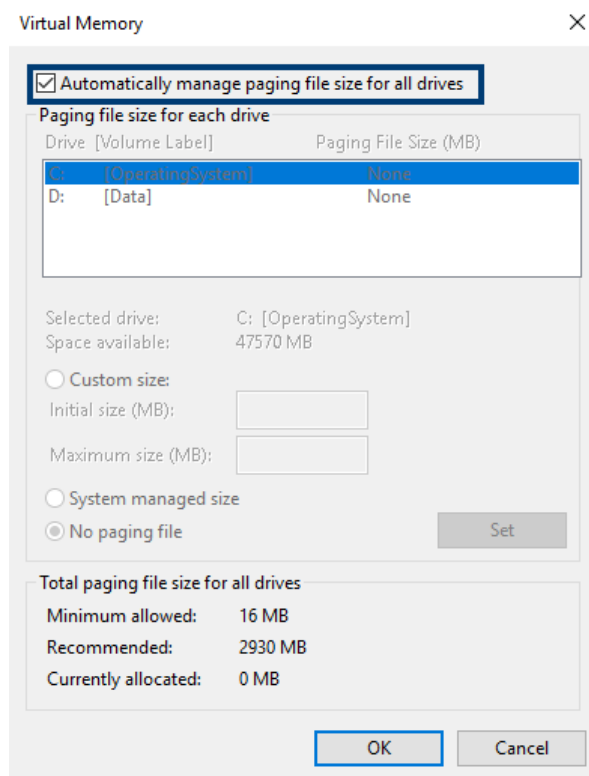 Virtual Memory
Automatically manage paging file size for all drives
Paging file size for each drive
Drive [Volume Label] Paging File Size (MB)
C: [OperatingSystem] None
D: [Data] None
Selected drive: C: [OperatingSystem]
Space available: 47570 MB
Custom size:
Initial size (MB):
Maximum size (MB):
System managed size
No paging file Set
Total paging file size for all drives
Minimum allowed: 16 MB
Recommended: 2930 MB
Currently allocated: 0 MB
OK Cancel